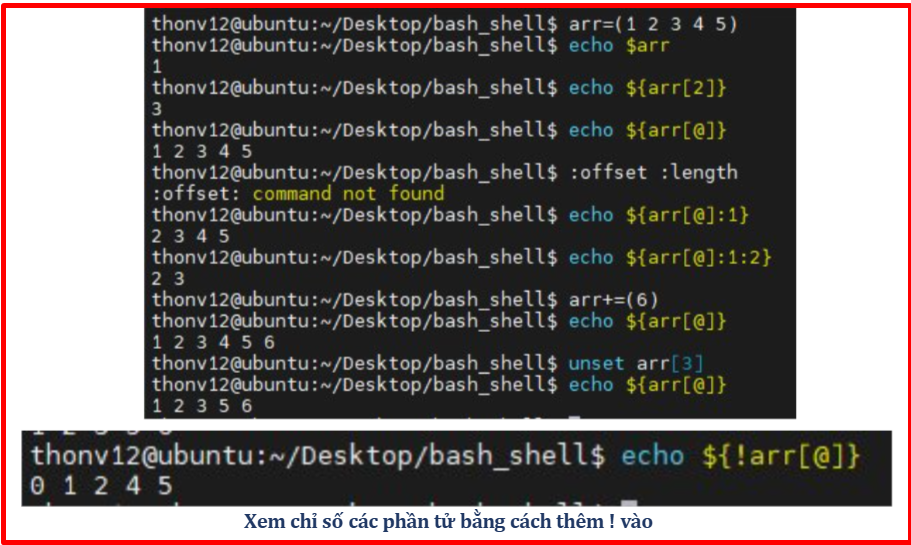 thonv12@ubuntu:~/Desktop/bash_shell$ arr=(1 2 3 4 5)
thonv12@ubuntu:~/Desktop/bash_shell$ echo $arr
1
thonv12@ubuntu:~/Desktop/bash_shell$ echo ${arr[2]}
3
thonv12@ubuntu:~/Desktop/bash_shell$ echo ${arr[@]}
1 2 3 4 5
thonv12@ubuntu:~/Desktop/bash_shell$ :offset :length
:offset: command not found
thonv12@ubuntu:~/Desktop/bash_shell$ echo ${arr[@]:1}
2 3 4 5
thonv12@ubuntu:~/Desktop/bash_shell$ echo ${arr[@]:1:2}
2 3
thonv12@ubuntu:~/Desktop/bash_shell$ arr+=(6)
thonv12@ubuntu:~/Desktop/bash_shell$ echo ${arr[@]}
1 2 3 4 5 6
thonv12@ubuntu:~/Desktop/bash_shell$ unset arr[3]
thonv12@ubuntu:~/Desktop/bash_shell$ echo ${arr[@]}
1 2 3 5 6
thonv12@ubuntu:~/Desktop/bash_shell$ echo ${!arr[@]}
0 1 2 4 5
Xem chỉ số các phần tử bằng cách thêm ! vào